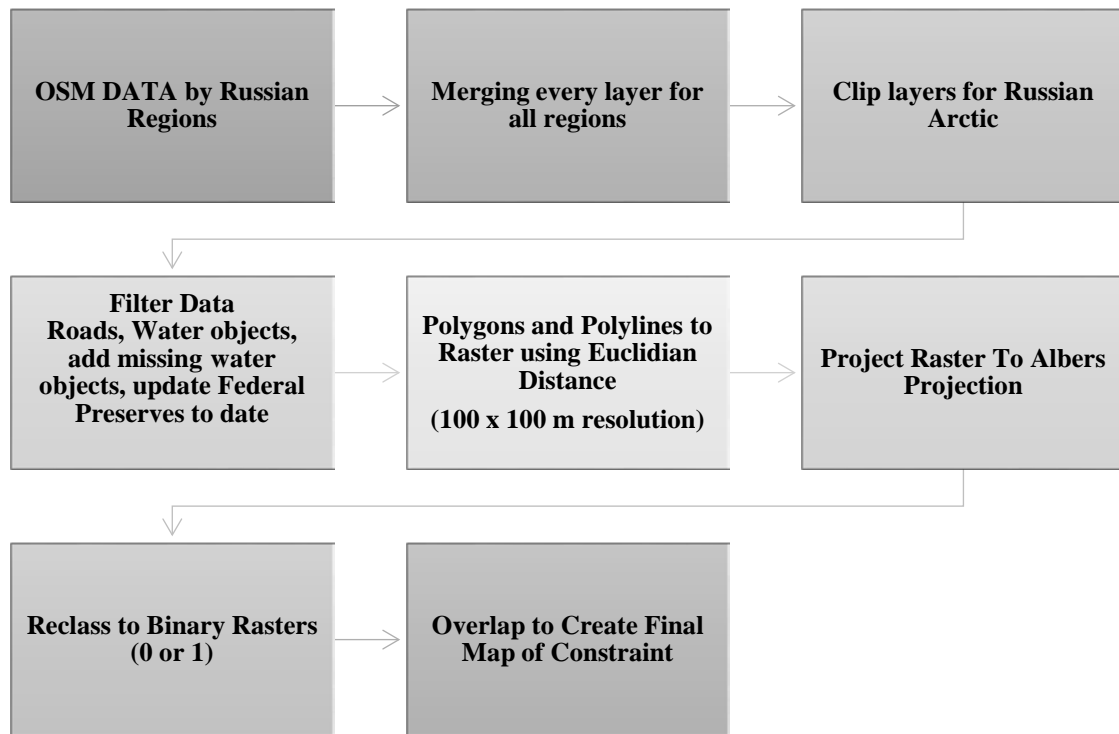 OSM DATA by Russian
Regions
Merging every layer for
all regions
Clip layers for Russian
Arctic
Filter Data
Roads, Water objects,
add missing water
objects, update Federal
Preserves to date
Polygons and Polylines to
Raster using Euclidian
Distance
(100 x 100 m resolution)
Project Raster To Albers
Projection
Reclass to Binary Rasters
(0 or 1)
Overlap to Create Final
Map of Constraint